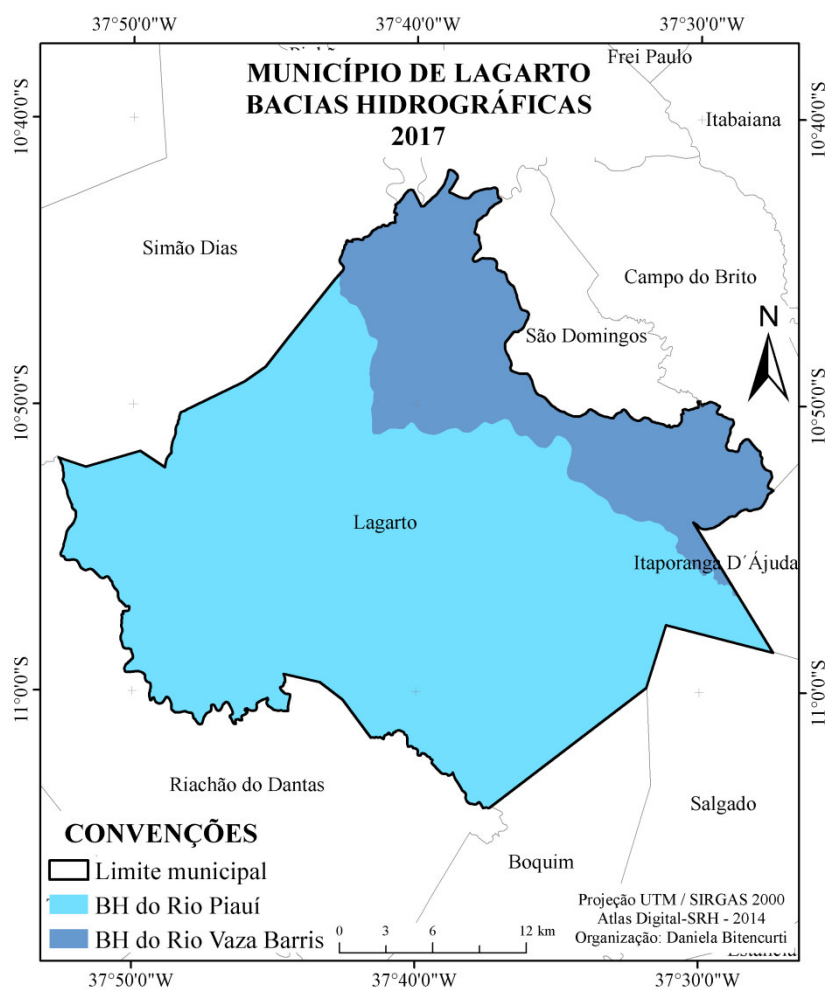 37°50'0"W
37°40'0"W
37°30'0"W
MUNICÍPIO DE LAGARTO
BACIAS HIDROGRÁFICAS
2017
Frei Paulo
Itabaiana
10°40'0"S
10°40'0"S
Simão Dias
Campo do Brito
N
São Domingos
10°50'0"S
10°50'0"S
Lagarto
Itaporanga D´Ájuda
11°0'0"S
11°0'0"S
Riachão do Dantas
Salgado
Boquim
CONVENÇÕES
Limite municipal
BH do Rio Piauí
BH do Rio Vaza Barris
0 3 6 12 km
Projeção UTM / SIRGAS 2000
Atlas Digital-SRH - 2014
Organização: Daniela Bitencurti
37°50'0"W
37°40'0"W
37°30'0"W